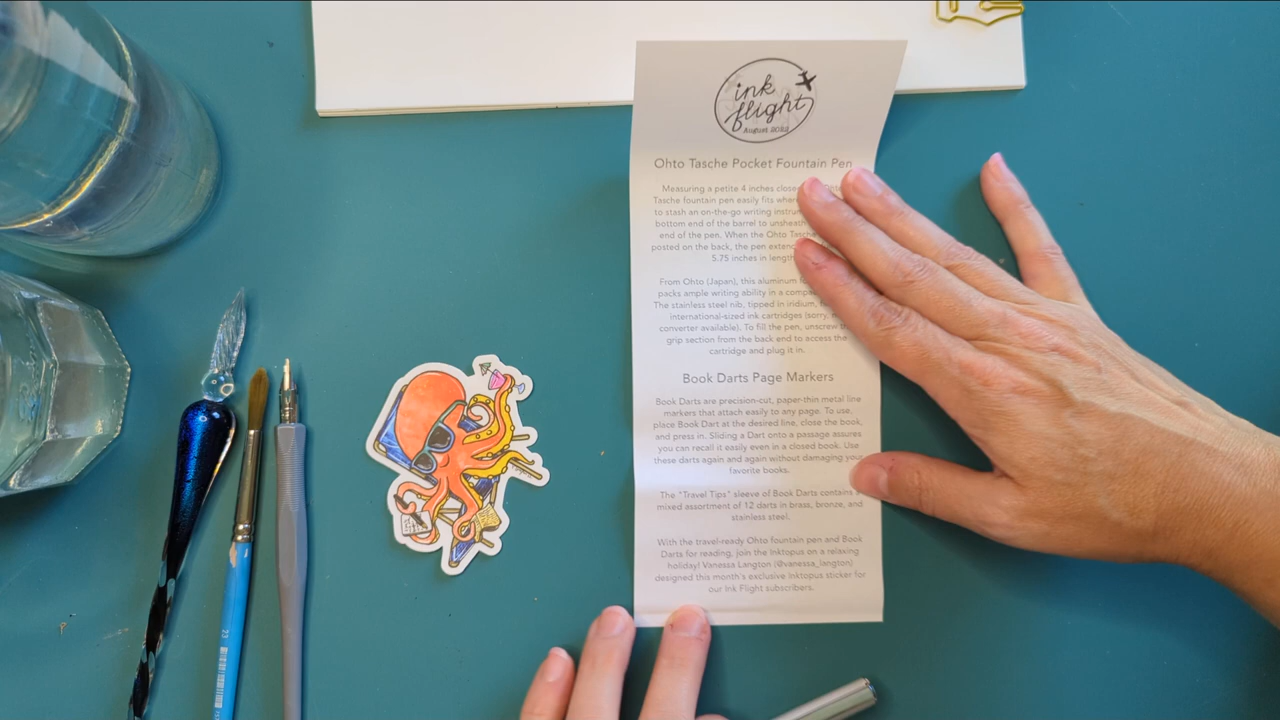 ink
flight
August 2022
Ohto Tasche Pocket Fountain Pen
Measuring a petite 4 inches close
Tasche fountain pen easily fits
to stash an on-the-go writing
bottom end of the barrel to unsheath
end of the pen. When the Ohto Tasche
posted on the back, the pen
5.75 inches in length
From Ohto (Japan), this aluminum
packs ample writing ability in a
The stainless steel nib, tipped in iridium,
international-sized ink cartridges (sorry,
converter available). To fill the pen, unscrew
grip section from the back end to access the
cartridge and plug it in.
Book Darts Page Markers
Book Darts are precision-cut, paper-thin metal line
markers that attach easily to any page. To use,
place Book Dart at the desired line, close the book,
and press in. Sliding a Dart onto a passage assures
you can recall it easily even in a closed book. Use
these darts again and again without damaging your
favorite books.
The "Travel Tips" sleeve of Book Darts contains a
mixed assortment of 12 darts in brass, bronze, and
stainless steel.
With the travel-ready Ohto fountain pen and Book
Darts for reading, join the Inktopus on a relaxing
holiday! Vanessa Langton (@vanessa_langton)
designed this month's exclusive Inktopus sticker for
our Ink Flight subscribers.